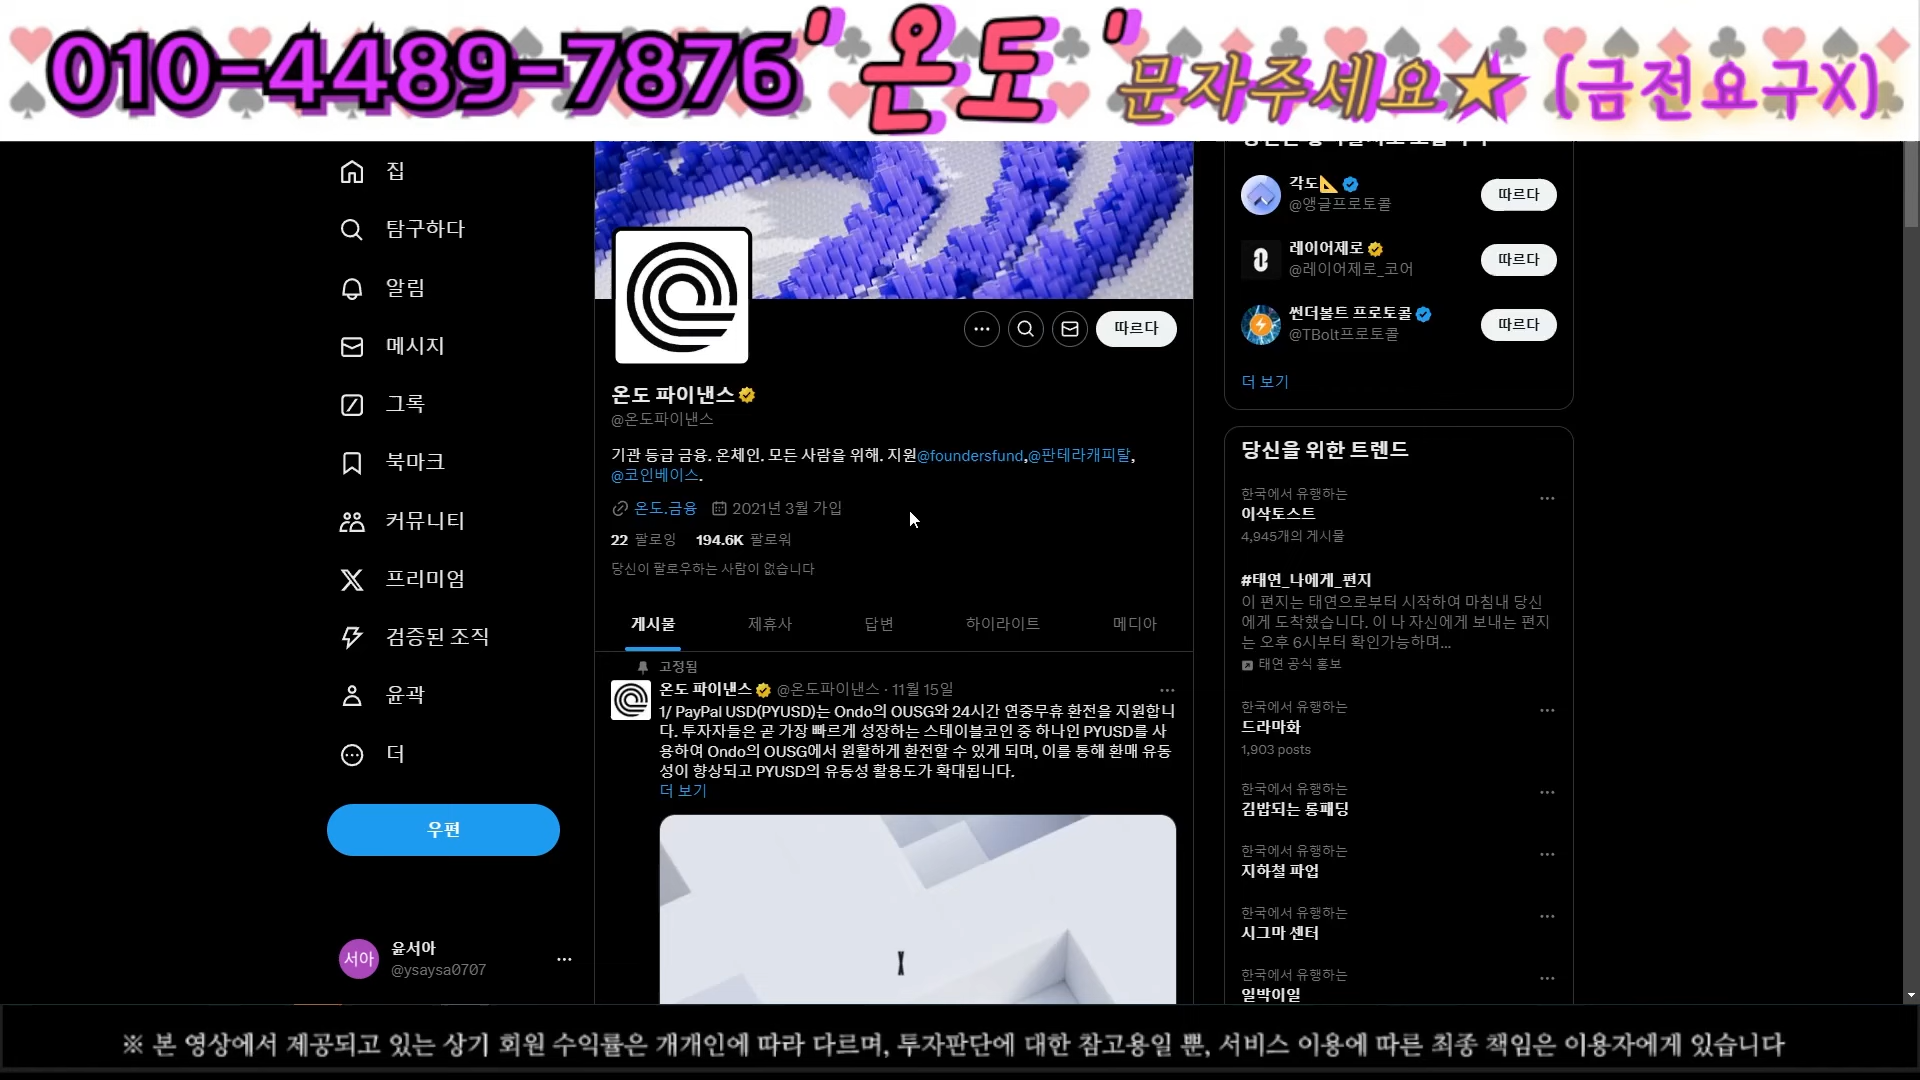 010-4489-7876 '온도' 문자주세요★ (금전요구X)
집
탐구하다
알림
메시지
그록
북마크
커뮤니티
프리미엄
검증된 조직
윤곽
더
우편
서아
윤서아
@ysaysa0707
따르다
온도 파이낸스
@온도파이낸스
기관 등급 금융. 온체인. 모든 사람을 위해. 지원@foundersfund,@판테라캐피탈,
@코인베이스.
온도.금융 2021년 3월 가입
22 팔로잉 194.6K 팔로워
당신이 팔로우하는 사람이 없습니다
게시물 제휴사 답변 하이라이트 미디어
고정됨
온도 파이낸스 @온도파이낸스 · 11월 15일
1/ PayPal USD(PYUSD)는 Ondo의 OUSG와 24시간 연중무휴 환전을 지원합니
다. 투자자들은 곧 가장 빠르게 성장하는 스테이블코인 중 하나인 PYUSD를 사
용하여 Ondo의 OUSG에서 원활하게 환전할 수 있게 되며, 이를 통해 환매 유동
성이 향상되고 PYUSD의 유동성 활용도가 확대됩니다.
더 보기
각도
@앵글프로토콜
따르다
레이어제로
@레이어제로_코어
따르다
썬더볼트 프로토콜
@TBolt프로토콜
따르다
더 보기
당신을 위한 트렌드
한국에서 유행하는
이삭토스트
4,945개의 게시물
#태연_나에게_편지
이 편지는 태연으로부터 시작하여 마침내 당신
에게 도착했습니다. 이 나 자신에게 보내는 편지
는 오후 6시부터 확인가능하며...
태연 공식 홍보
한국에서 유행하는
드라마화
1,903 posts
한국에서 유행하는
김밥되는 롱패딩
한국에서 유행하는
지하철 파업
한국에서 유행하는
시그마 센터
한국에서 유행하는
일박이일
※ 본 영상에서 제공되고 있는 상기 회원 수익률은 개개인에 따라 다르며, 투자판단에 대한 참고용일 뿐, 서비스 이용에 따른 최종 책임은 이용자에게 있습니다